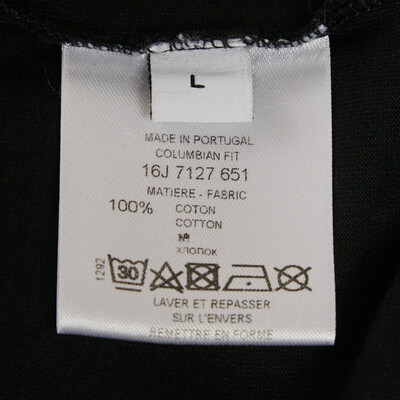 L
MADE IN PORTUGAL
COLUMBIAN FIT
16J 7127 651
MATIERE - FABRIC
100% COTON
COTTON
棉
ХЛОПОК
1292
30
LAVER ET REPASSER
SUR L'ENVERS
REMETTRE EN FORME